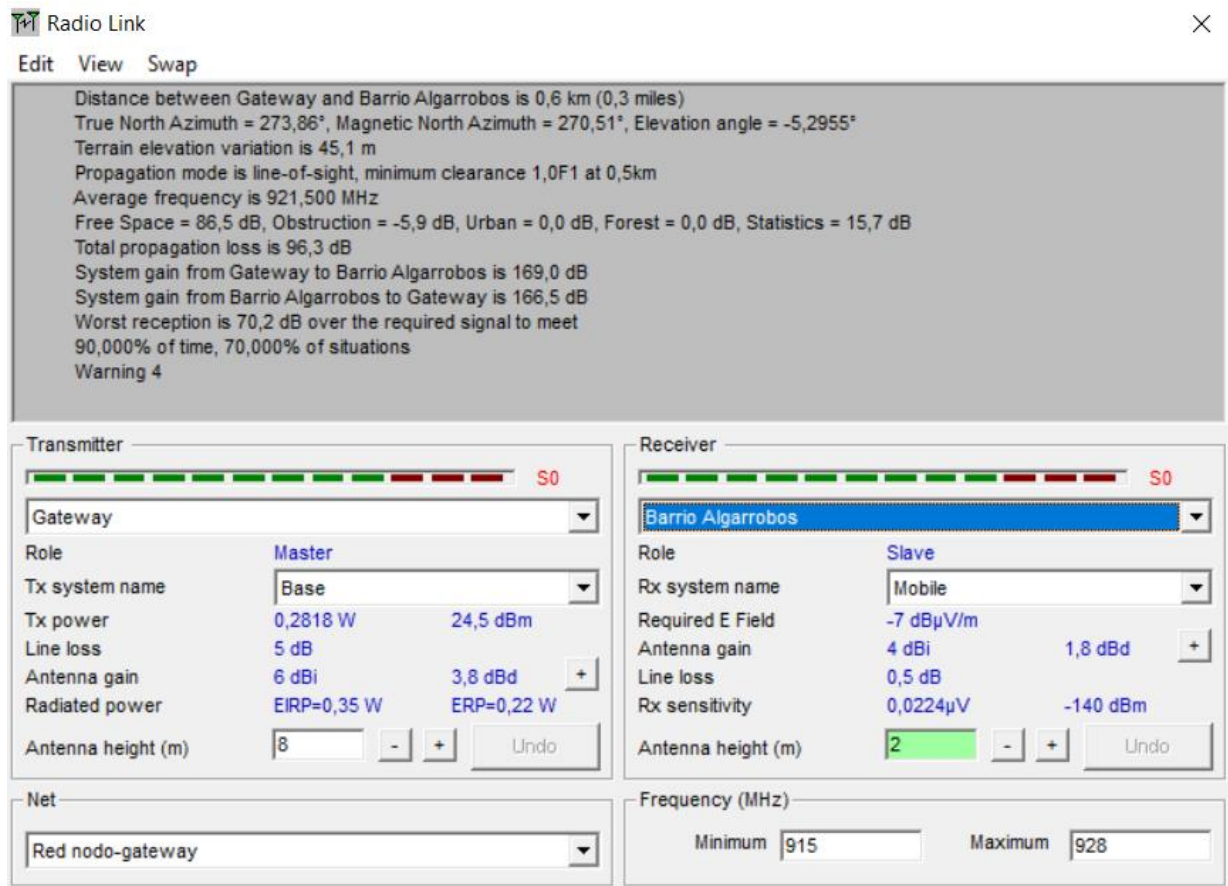 Radio Link
Edit View Swap
Distance between Gateway and Barrio Algarrobos is 0,6 km (0,3 miles)
True North Azimuth = 273,86°, Magnetic North Azimuth = 270,51°, Elevation angle = -5,2955°
Terrain elevation variation is 45,1 m
Propagation mode is line-of-sight, minimum clearance 1,0F1 at 0,5km
Average frequency is 921,500 MHz
Free Space = 86,5 dB, Obstruction = -5,9 dB, Urban = 0,0 dB, Forest = 0,0 dB, Statistics = 15,7 dB
Total propagation loss is 96,3 dB
System gain from Gateway to Barrio Algarrobos is 169,0 dB
System gain from Barrio Algarrobos to Gateway is 166,5 dB
Worst reception is 70,2 dB over the required signal to meet
90,000% of time, 70,000% of situations
Warning 4
Transmitter
S0
Gateway
Role Master
Tx system name Base
Tx power 0,2818 W 24,5 dBm
Line loss 5 dB
Antenna gain 6 dBi 3,8 dBd +
Radiated power EIRP=0,35 W ERP=0,22 W
Antenna height (m) 8 - + Undo
Receiver
S0
Barrio Algarrobos
Role Slave
Rx system name Mobile
Required E Field -7 dBµV/m
Antenna gain 4 dBi 1,8 dBd +
Line loss 0,5 dB
Rx sensitivity 0,0224µV -140 dBm
Antenna height (m) 2 - + Undo
Net
Red nodo-gateway
Frequency (MHz)
Minimum 915 Maximum 928